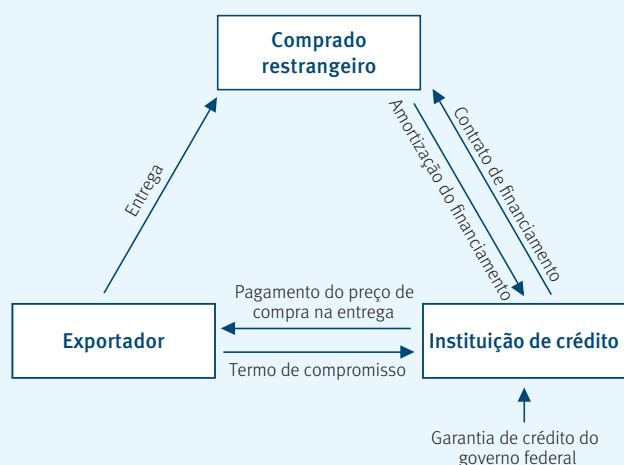 Comprado
restrangeiro
Entrega
Amortização do financiamento
Contrato de financiamento
Pagamento do preço de
compra na entrega
Exportador
Instituição de crédito
Termo de compromisso
Garantia de crédito do
governo federal